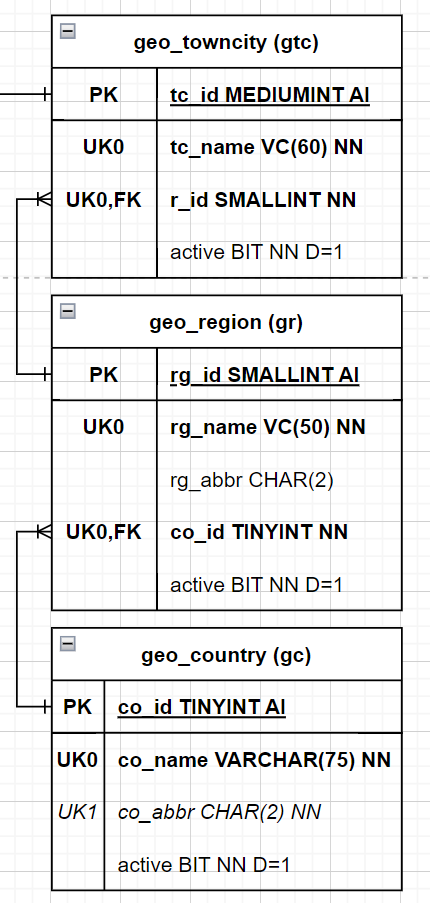 geo_towncity (gtc)
PK tc_id MEDIUMINT AI
UK0 tc_name VC(60) NN
UK0,FK r_id SMALLINT NN
active BIT NN D=1
geo_region (gr)
PK rg_id SMALLINT AI
UK0 rg_name VC(50) NN
rg_abbr CHAR(2)
UK0,FK co_id TINYINT NN
active BIT NN D=1
geo_country (gc)
PK co_id TINYINT AI
UK0 co_name VARCHAR(75) NN
UK1 co_abbr CHAR(2) NN
active BIT NN D=1